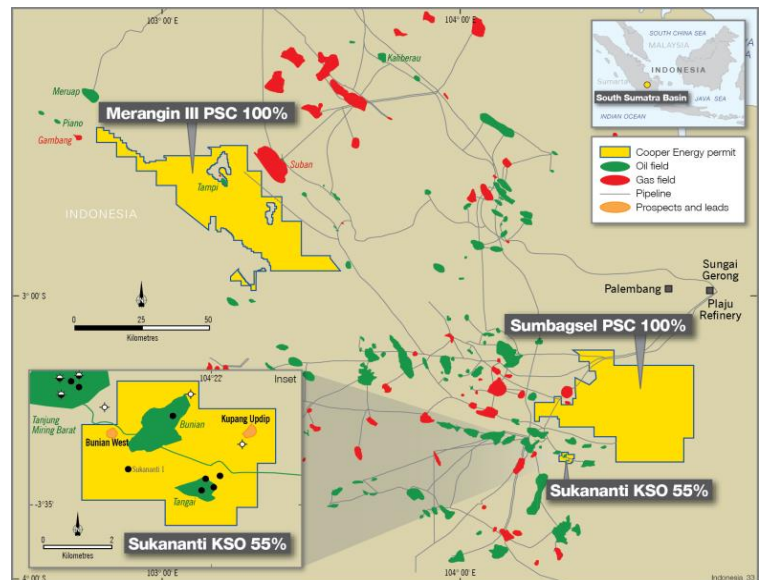 103° 00' E
104° 00' E
Kaliberau
Meruap
Piano
Gambang
Merangin III PSC 100%
Suban
Tampi
INDONESIA
SOUTH CHINA SEA
MALAYSIA
INDONESIA
Sumatra
South Sumatra Basin
JAVA SEA
INDIAN OCEAN
Cooper Energy permit
Oil field
Gas field
Pipeline
Prospects and leads
3° 00' S
N
0 25 50
Kilometres
Palembang
Sungai
Gerong
Plaju
Refinery
Sumbagsel PSC 100%
Sukananti KSO 55%
104°22
Inset
Tanjung
Miring Barat
Bunian
Kupang Updip
Bunian West
Sukananti 1
Tangai
-3°35
N
0 2
Kilometres
Sukananti KSO 55%
4° 00' S
103° 00' E
104° 00' E
Indonesia 33